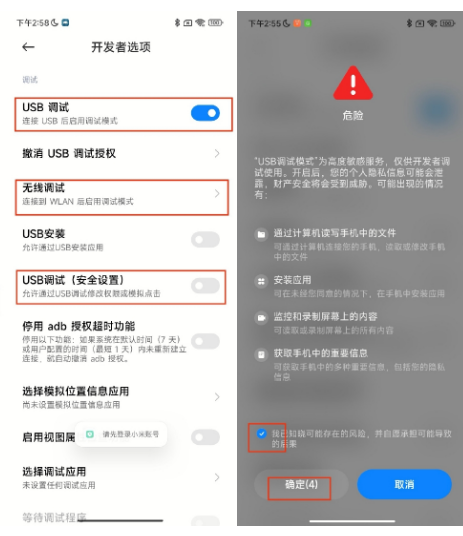 下午2:58
开发者选项
调试
USB 调试
连接 USB 后启用调试模式
撤消 USB 调试授权
无线调试
连接到 WLAN 后启用调试模式
USB安装
允许通过USB安装应用
USB调试（安全设置）
允许通过USB调试修改权限或模拟点击
停用 adb 授权超时功能
停用以下功能：如果系统在默认时间（7 天）
或用户配置的时间（最短 1 天）内未重新建立
连接，就自动撤消 adb 授权。
选择模拟位置信息应用
尚未设置模拟位置信息应用
启用视图属
请先登录小米账号
选择调试应用
未设置任何调试应用
等待调试程序
下午2:55
危险
“USB调试模式”为高度敏感服务，仅供开发者调
试使用。开启后，您的个人隐私信息可能会泄
露，财产安全将会受到威胁。可能出现的情况
有：
通过计算机读写手机中的文件
可通过计算机连接您的手机，读取或修改手机
中的文件
安装应用
可在未经您同意的情况下，在手机中安装应用
监控和录制屏幕上的内容
可读取或录制屏幕上的所有内容
获取手机中的重要信息
可获取手机中的多种重要信息，包括您的隐私
信息
我已知晓可能存在的风险，并自愿承担可能导致
的后果
确定(4)
取消